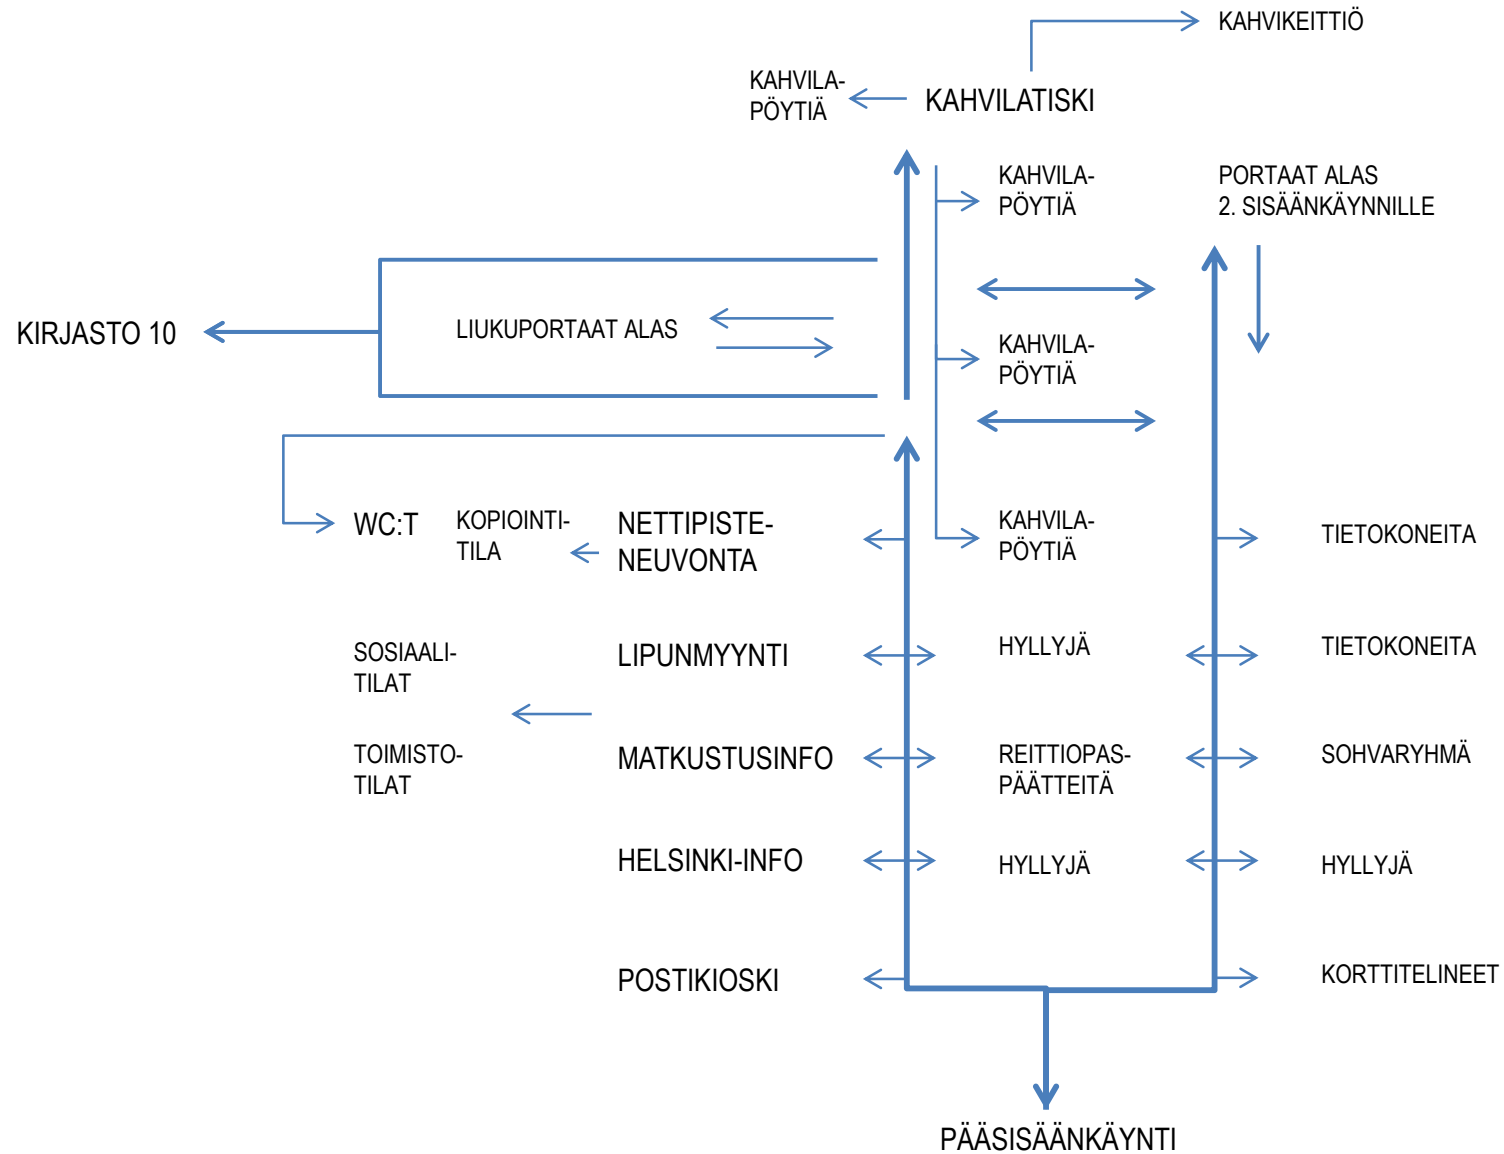 KAHVIKEITTIÖ
KAHVILA-
PÖYTIÄ
KAHVILATISKI
KAHVILA-
PÖYTIÄ
PORTAAT ALAS
2. SISÄÄNKÄYNNILLE
KIRJASTO 10
LIUKUPORTAAT ALAS
KAHVILA-
PÖYTIÄ
WC:T
KOPIOINTI-
TILA
NETTIPISTE-
NEUVONTA
KAHVILA-
PÖYTIÄ
TIETOKONEITA
SOSIAALI-
TILAT
LIPUNMYYNTI
HYLLYJÄ
TIETOKONEITA
TOIMISTO-
TILAT
MATKUSTUSINFO
REITTIOPAS-
PÄÄTTEITÄ
SOHVARYHMÄ
HELSINKI-INFO
HYLLYJÄ
HYLLYJÄ
POSTIKIOSKI
KORTTITELINEET
PÄÄSISÄÄNKÄYNTI